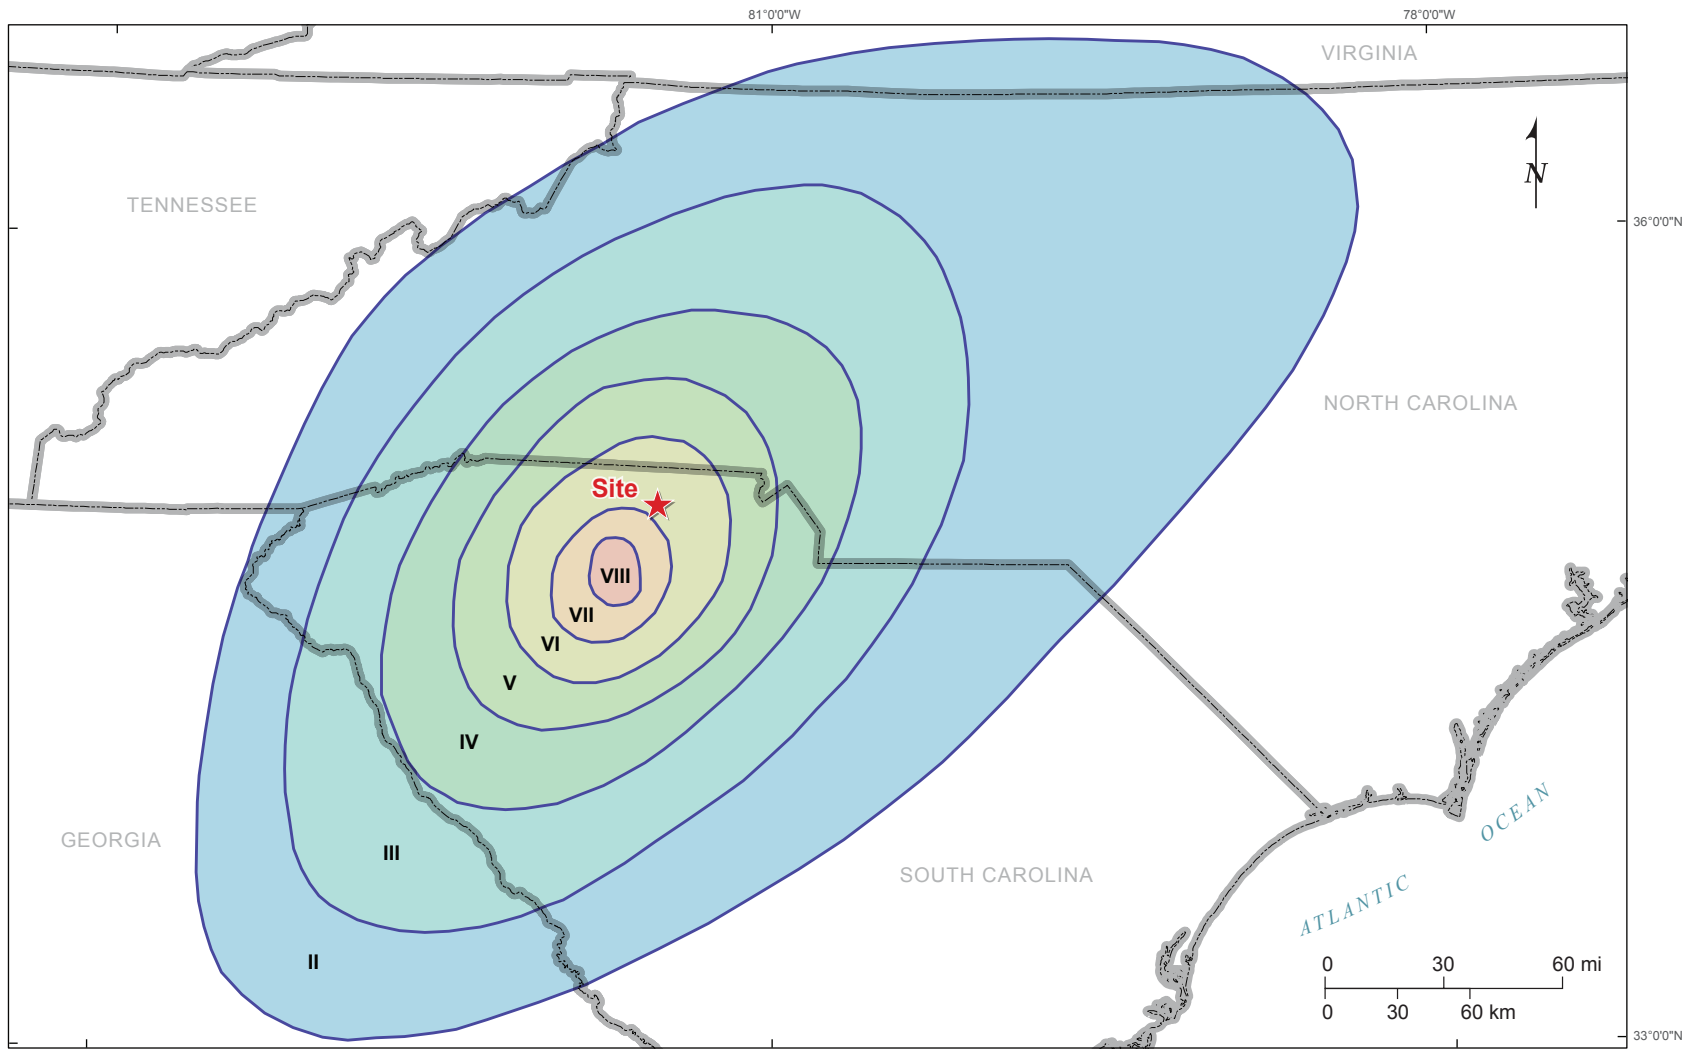 81°0'0"W
78°0'0"W
VIRGINIA
N
TENNESSEE
36°0'0"N
NORTH CAROLINA
Site
VIII
VII
VI
V
IV
OCEAN
GEORGIA
III
SOUTH CAROLINA
ATLANTIC
II
0 30 60 mi
0 30 60 km
33°0'0"N